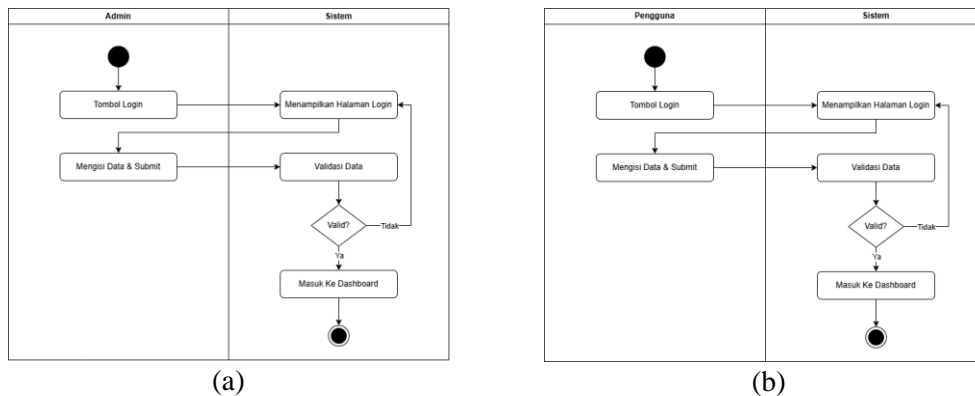 Admin
Sistem
Tombol Login
Menampilkan Halaman Login
Mengisi Data & Submit
Validasi Data
Valid?
Tidak
Ya
Masuk Ke Dashboard
(a)
Pengguna
Sistem
Tombol Login
Menampilkan Halaman Login
Mengisi Data & Submit
Validasi Data
Valid?
Tidak
Ya
Masuk Ke Dashboard
(b)